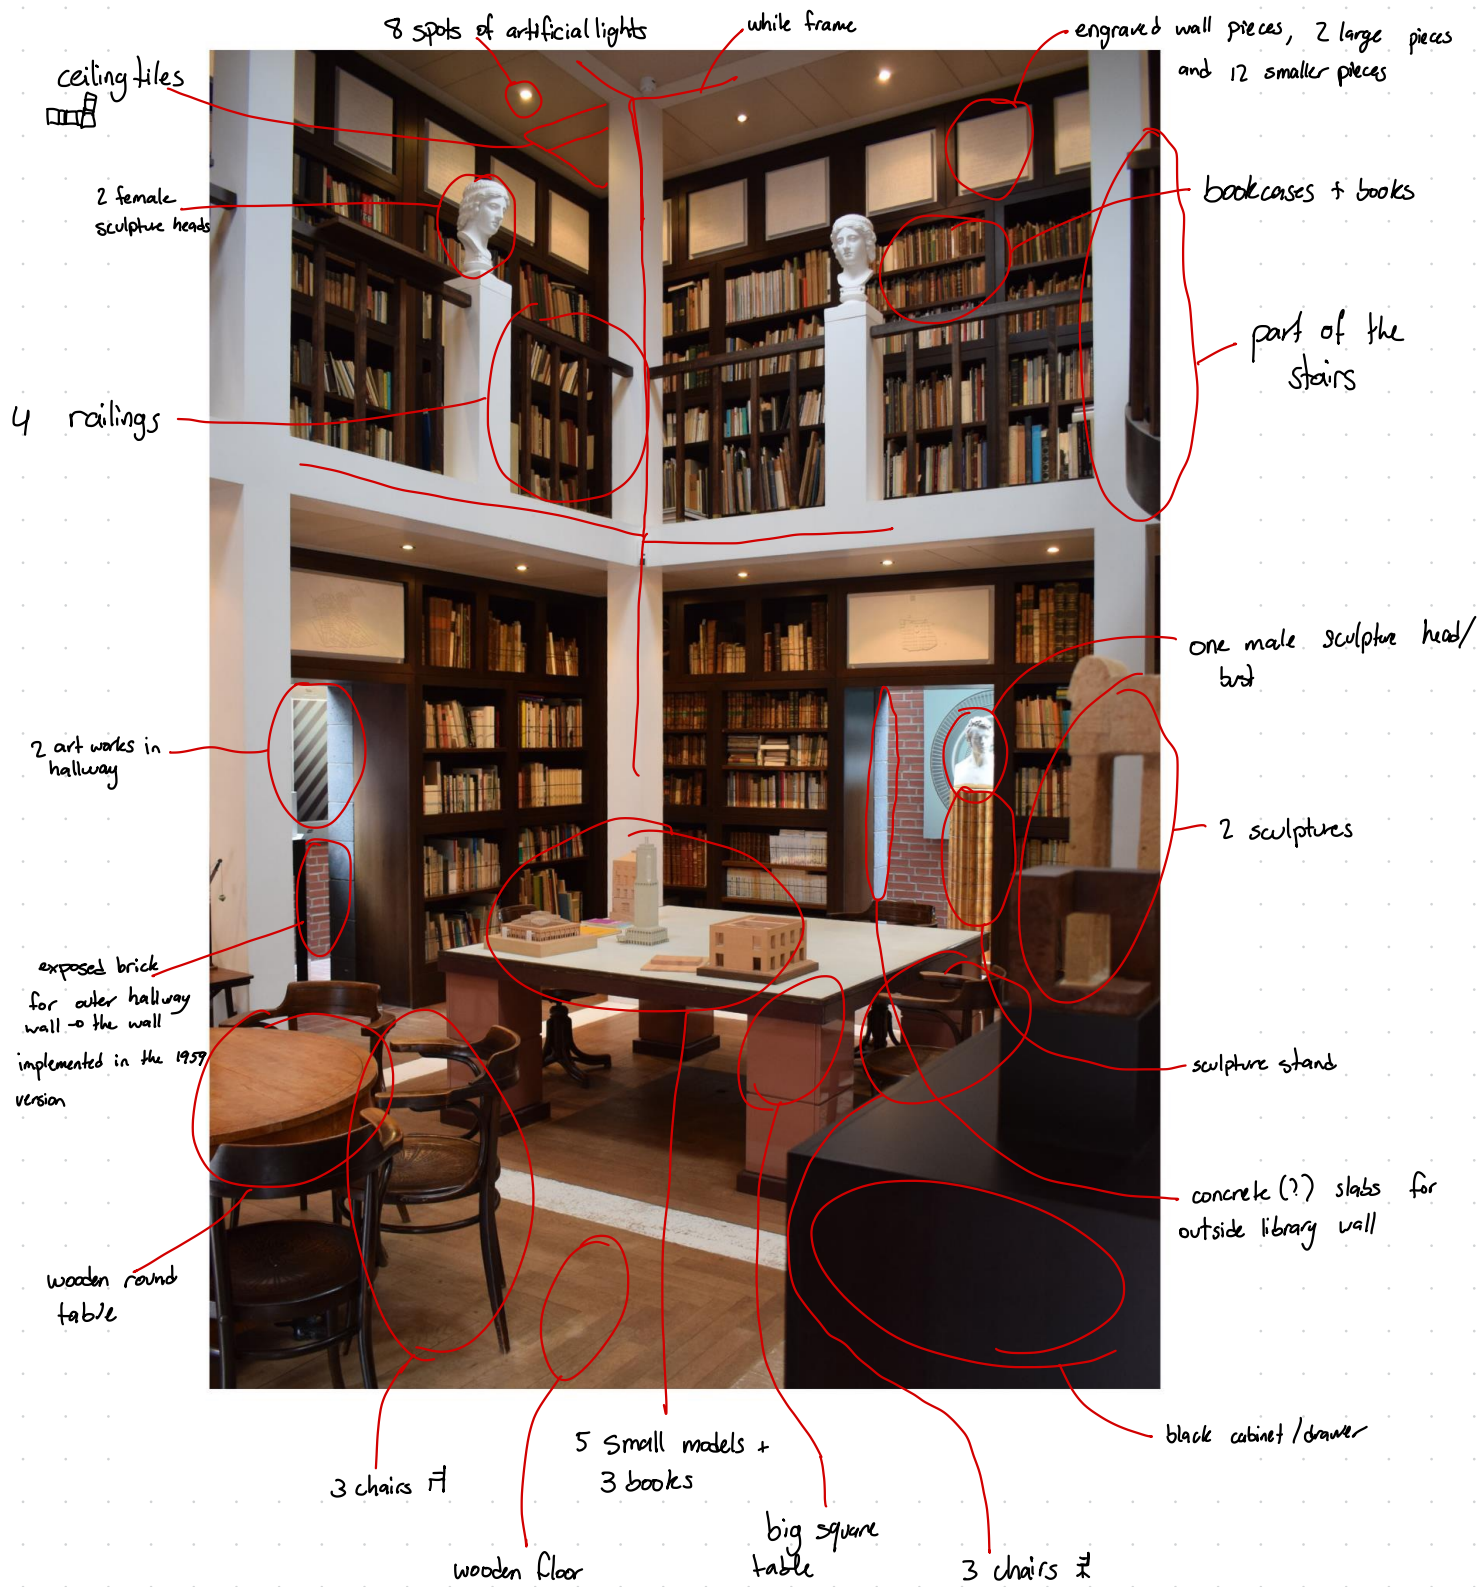 8 spots of artificial lights
while frame
engraved wall pieces, 2 large pieces
and 12 smaller pieces
ceiling tiles
2 female
sculpture heads
bookcases + books
part of the
stairs
4 railings
one male sculpture head/
bust
2 art works in
hallway
2 sculptures
exposed brick
for outer hallway
wall → the wall
implemented in the 1959
version
sculpture stand
concrete (?) slabs for
outside library wall
wooden round
table
black cabinet / drawer
5 small models +
3 books
3 chairs
big square
table
wooden floor
3 chairs